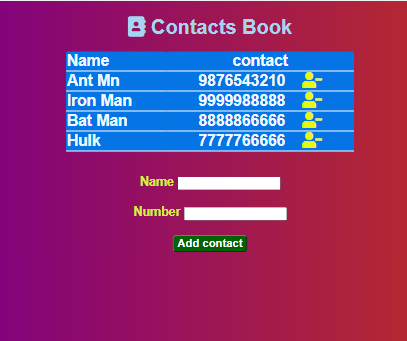 Contacts Book
Name contact
Ant Mn 9876543210
Iron Man 9999988888
Bat Man 8888866666
Hulk 7777766666
Name
Number
Add contact